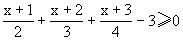 (x+1)/2 + (x+2)/3 + (x+3)/4 - 3⩾0